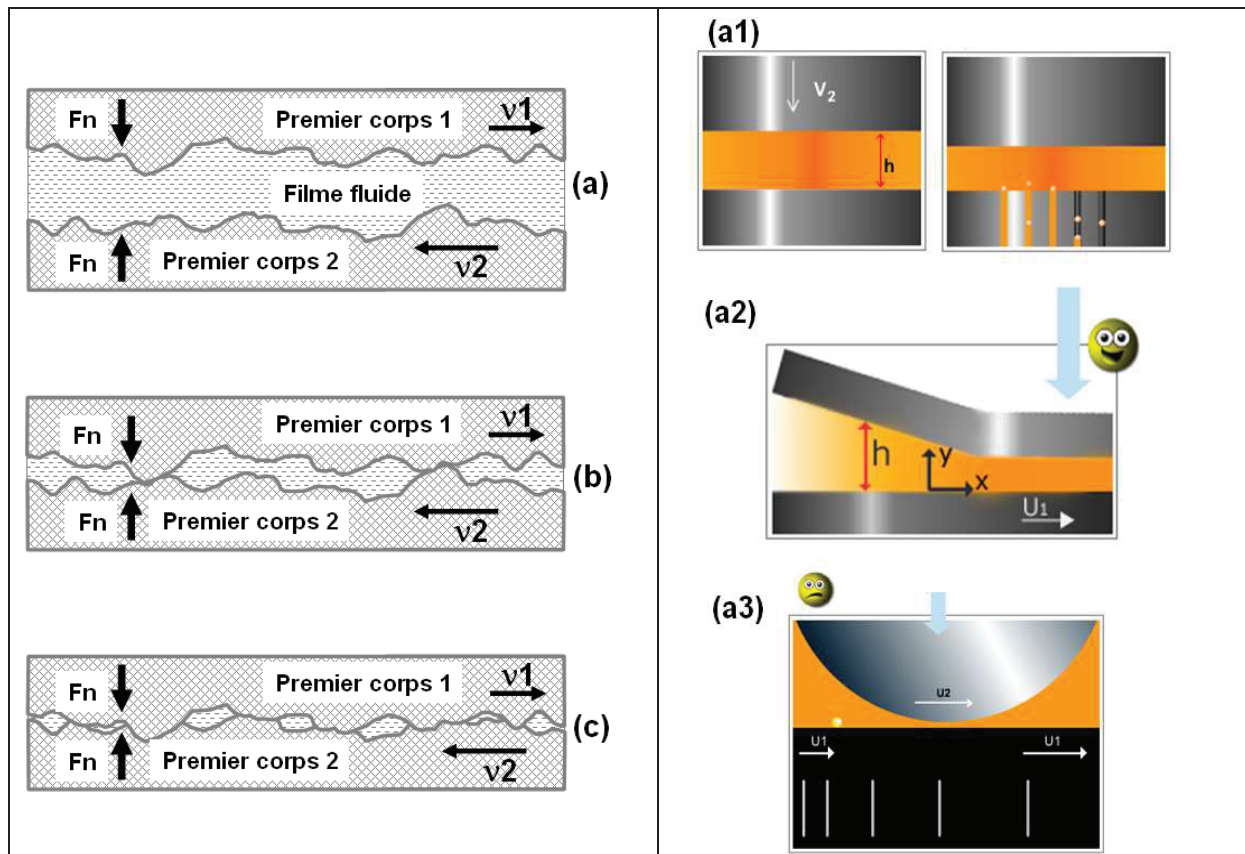 Fn
Premier corps 1
ν1
Filme fluide
(a)
Fn
Premier corps 2
ν2
Premier corps 1
ν1
Fn
(b)
Fn
Premier corps 2
ν2
Fn
Premier corps 1
ν1
(c)
Fn
Premier corps 2
ν2
(a1)
V2
h
(a2)
h
y
x
U1
(a3)
U2
U1
U1